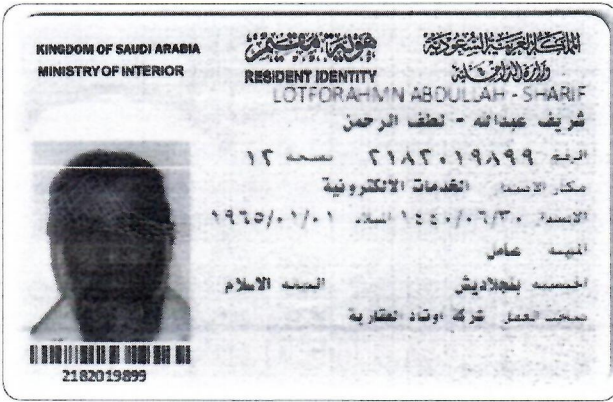 KINGDOM OF SAUDI ARABIA
MINISTRY OF INTERIOR
هوية مقيم
RESIDENT IDENTITY
المملكة العربية السعودية
وزارة الداخلية
LOTFORAHMN ABDULLAH - SHARIF
شريف عبدالله - لطف الرحمن
الرقم ٢١٨٢٠١٩٨٩٩ نسخة ١٢
مكان الاصدار الخدمات الالكترونية
الاصدار ١٤٤٠/٠٦/٣٠ الميلاد ١٩٦٥/٠١/٠١
المهنة عامل
الجنسية بنجلاديش الديانة الاسلام
صاحب العمل شركة اوتاد العقارية
2182019899